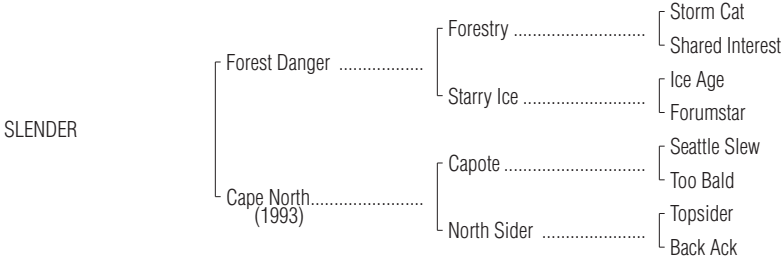 Storm Cat
Forestry ...........................
Shared Interest
Forest Danger ..................
Ice Age
Starry Ice .........................
Forumstar
SLENDER
Seattle Slew
Capote .............................
Too Bald
Cape North.......................
(1993)
Topsider
North Sider ......................
Back Ack